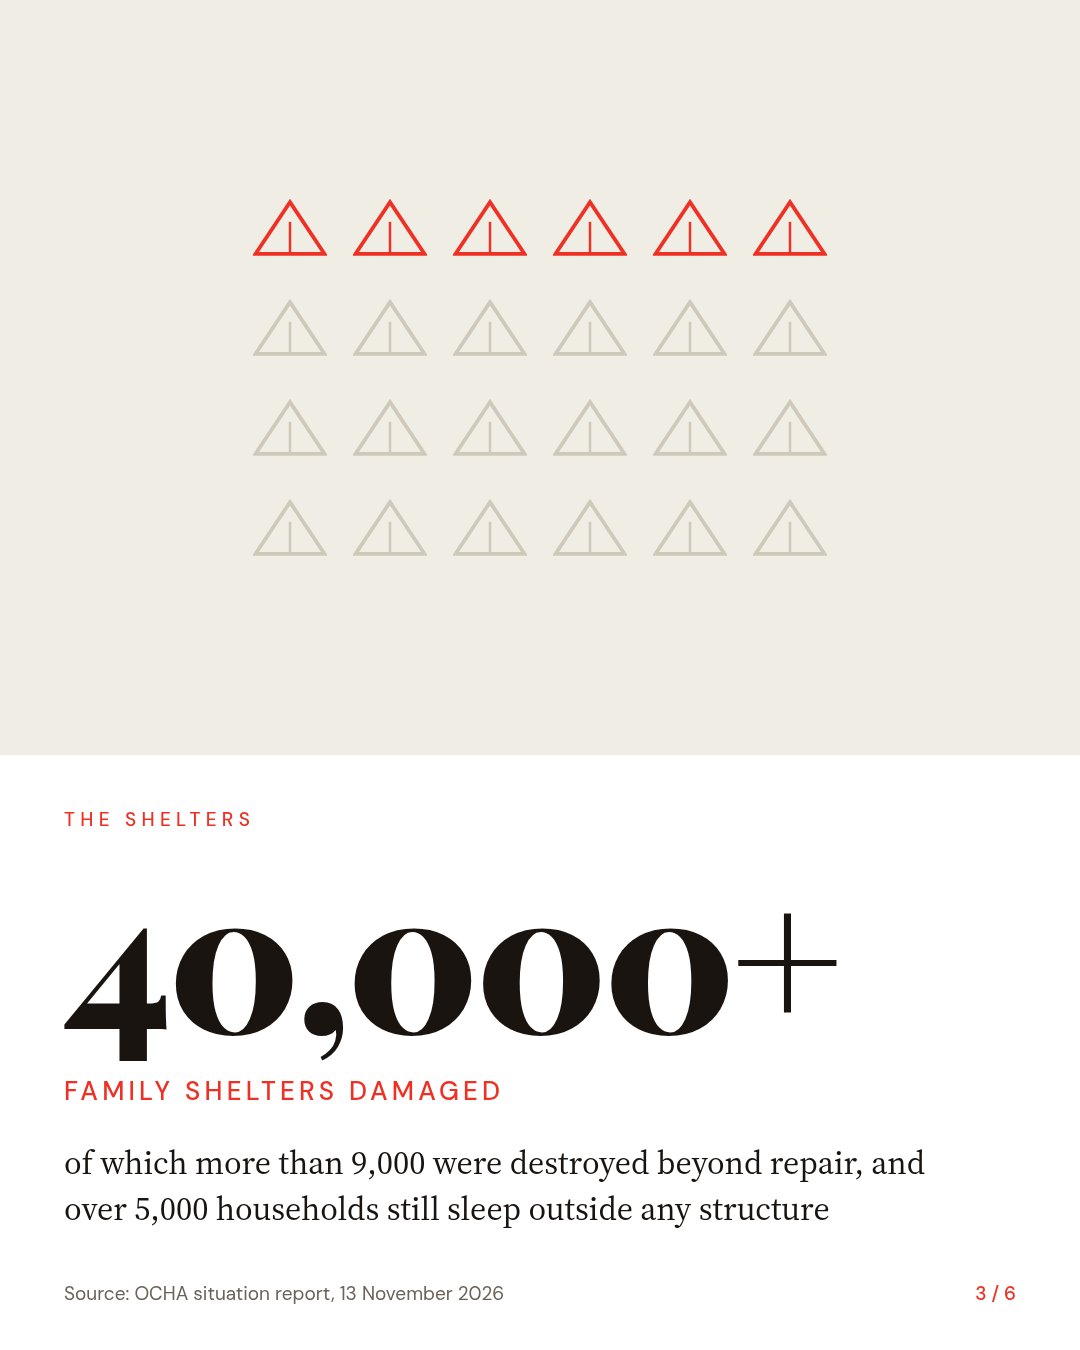 THE SHELTERS
40,000+
FAMILY SHELTERS DAMAGED
of which more than 9,000 were destroyed beyond repair, and
over 5,000 households still sleep outside any structure
Source: OCHA situation report, 13 November 2026
3 / 6